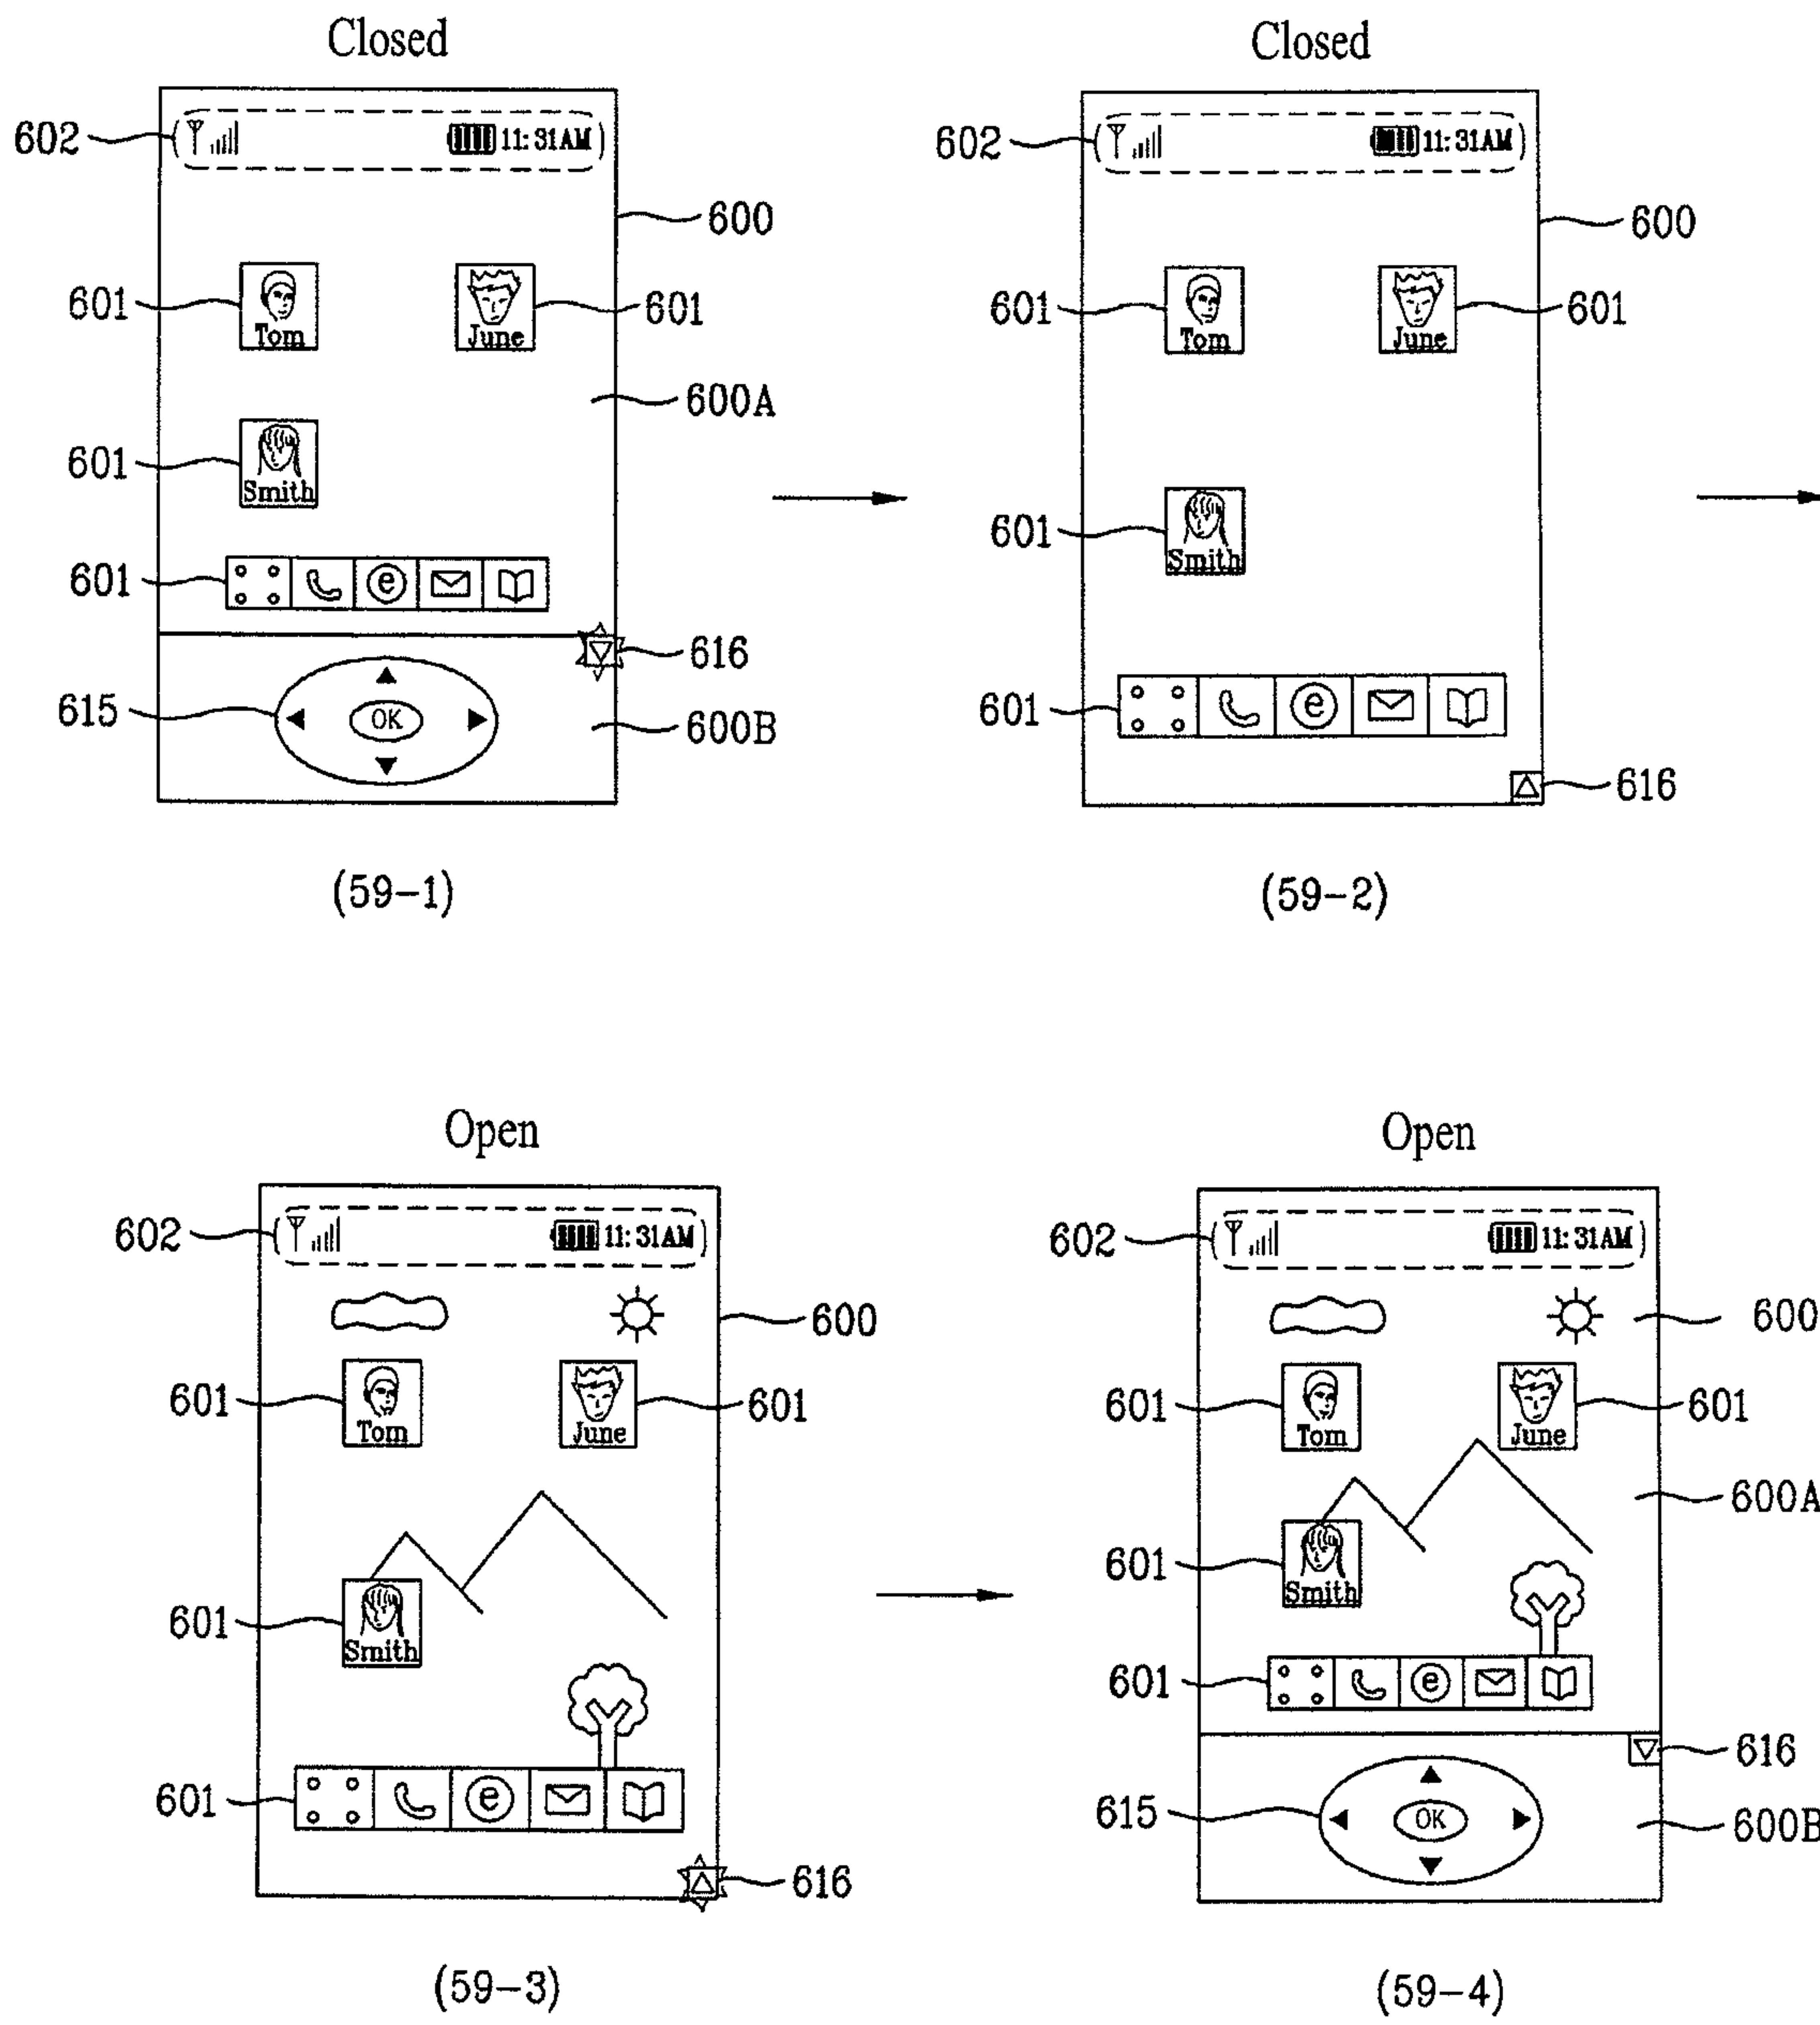 Closed
602
11:31AM
600
601
Tom
June
601
600A
601
Smith
601
e
616
615
OK
600B
(59-1)
Closed
602
11:31AM
600
601
Tom
June
601
601
Smith
601
e
616
(59-2)
Open
602
11:31AM
600
601
Tom
June
601
601
Smith
601
e
616
(59-3)
Open
602
11:31AM
600
601
Tom
June
601
600A
601
Smith
601
e
616
615
OK
600B
(59-4)